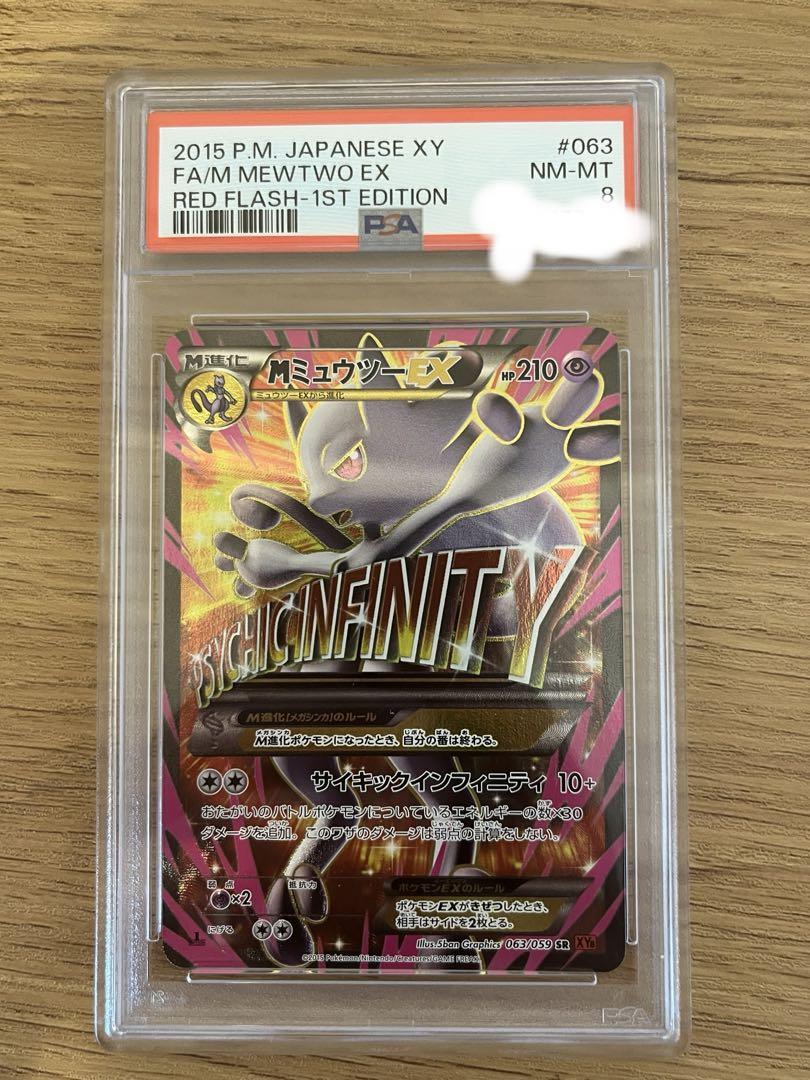 2015 P.M. JAPANESE XY #063
FA/M MEWTWO EX NM-MT
RED FLASH-1ST EDITION 8
PSA
M進化
MミュウツーEX HP210
ミュウツーEXから進化
PSYCHIC INFINITY
M進化[メガシンカ]のルール
M進化ポケモンになったとき、自分の番は終わる。
サイキックインフィニティ 10+
おたがいのバトルポケモンについているエネルギーの数×30
ダメージを追加。このワザのダメージは弱点の計算をしない。
弱点 抵抗力
×2
にげる
ポケモンEXのルール
ポケモンEXがきぜつしたとき、
相手はサイドを2枚とる。
Illus.5ban Graphics 063/059 SR XY8
©2015 Pokémon/Nintendo/Creatures/GAME FREAK.
PSA